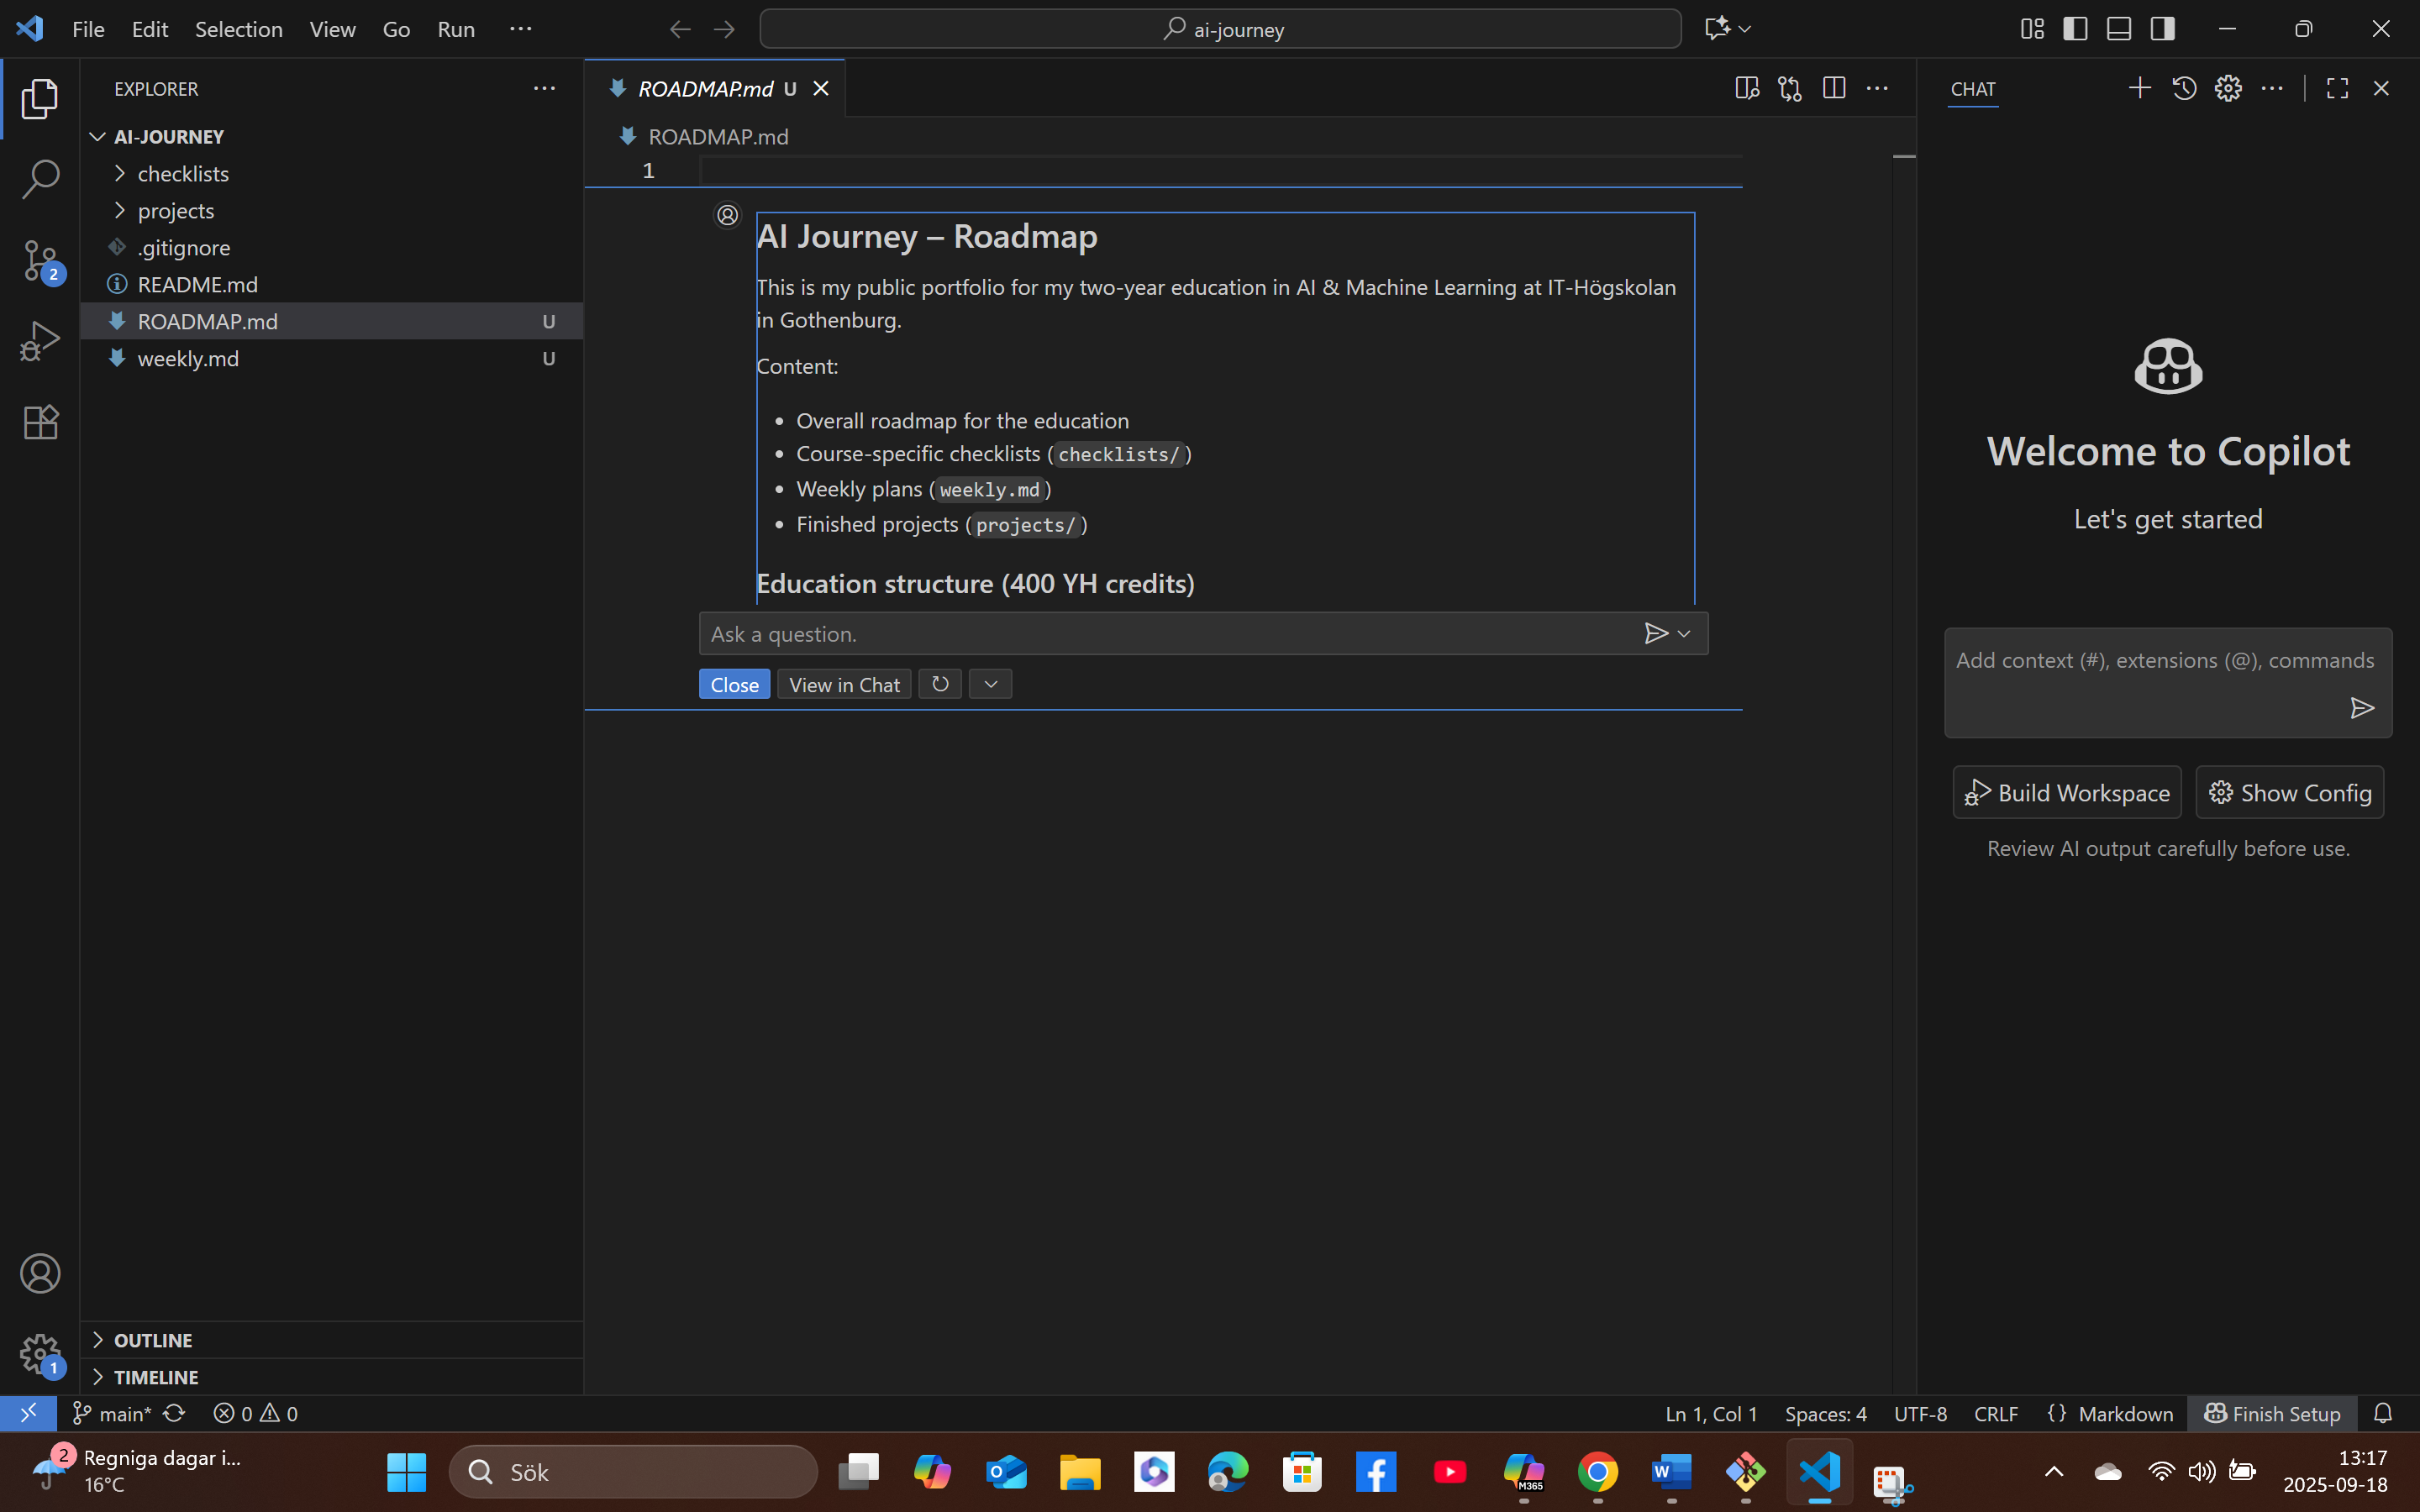 File Edit Selection View Go Run
ai-journey
EXPLORER
AI-JOURNEY
checklists
projects
.gitignore
README.md
ROADMAP.md U
weekly.md U
2
1
OUTLINE
TIMELINE
ROADMAP.md U
ROADMAP.md
1
AI Journey – Roadmap
This is my public portfolio for my two-year education in AI & Machine Learning at IT-Högskolan
in Gothenburg.
Content:
Overall roadmap for the education
Course-specific checklists (checklists/)
Weekly plans (weekly.md)
Finished projects (projects/)
Education structure (400 YH credits)
Ask a question.
Close View in Chat
CHAT
Welcome to Copilot
Let's get started
Add context (#), extensions (@), commands
Build Workspace Show Config
Review AI output carefully before use.
main* 0 0
Ln 1, Col 1 Spaces: 4 UTF-8 CRLF {} Markdown Finish Setup
2
Regniga dagar i...
16°C
Sök
M365
13:17
2025-09-18